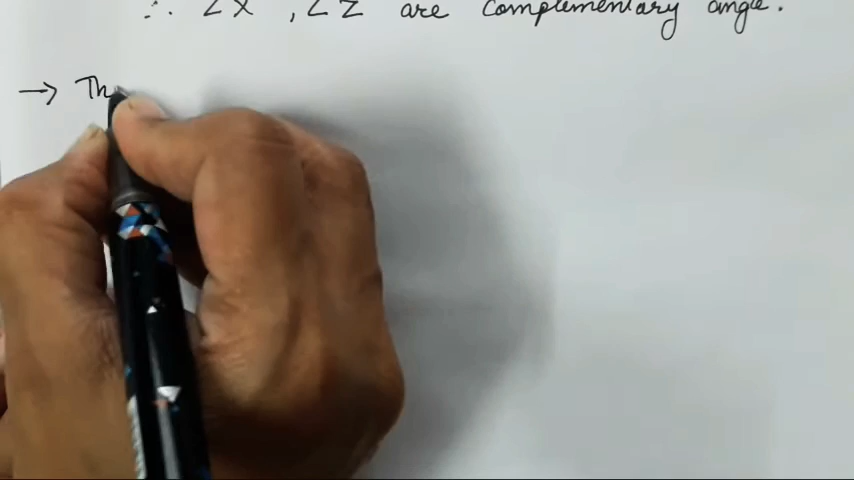 ∴ ∠X , ∠Z are complementary angle.
→ Th